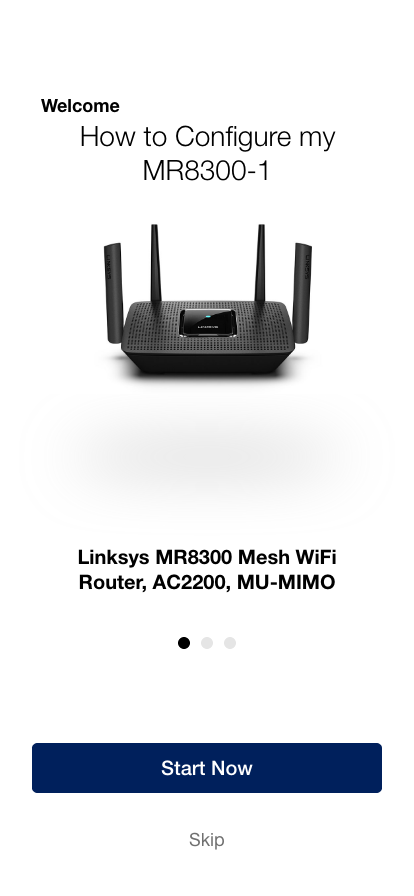 Welcome
How to Configure my
MR8300-1
LINKSYS
Linksys MR8300 Mesh WiFi
Router, AC2200, MU-MIMO
Start Now
Skip